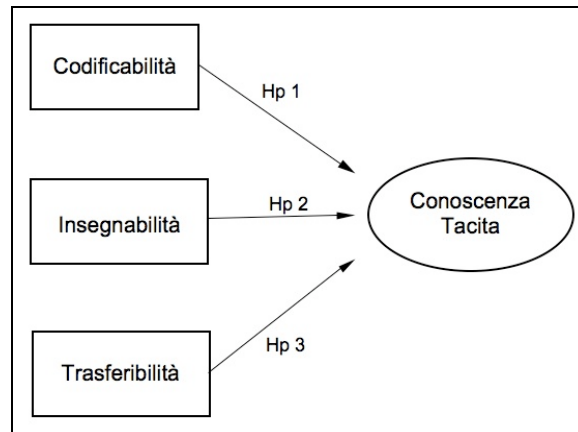 Codificabilità
Hp 1
Insegnabilità
Hp 2
Conoscenza
Tacita
Trasferibilità
Hp 3